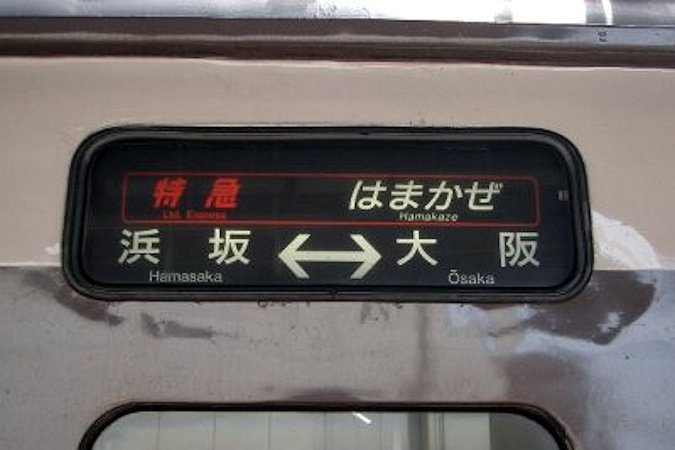 特急 はまかぜ
Ltd. Express Hamakaze
浜坂 ↔ 大阪
Hamasaka Ōsaka